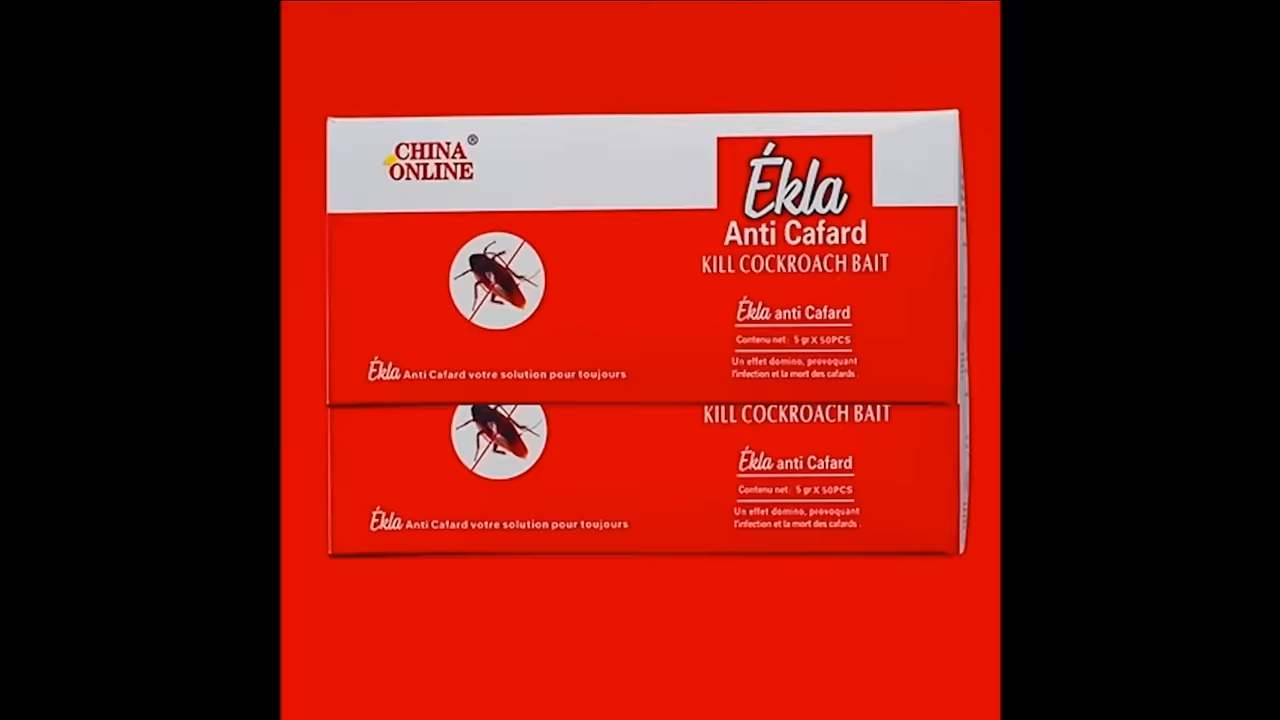 CHINA
ONLINE
®
Ékla
Anti Cafard
KILL COCKROACH BAIT
Ékla anti Cafard
Contenu net: 5 gr X 50PCS
Un effet domino, provoquant
l'infection et la mort des cafards.
Ékla Anti Cafard votre solution pour toujours
KILL COCKROACH BAIT
Ékla anti Cafard
Contenu net: 5 gr X 50PCS
Un effet domino, provoquant
l'infection et la mort des cafards.
Ékla Anti Cafard votre solution pour toujours